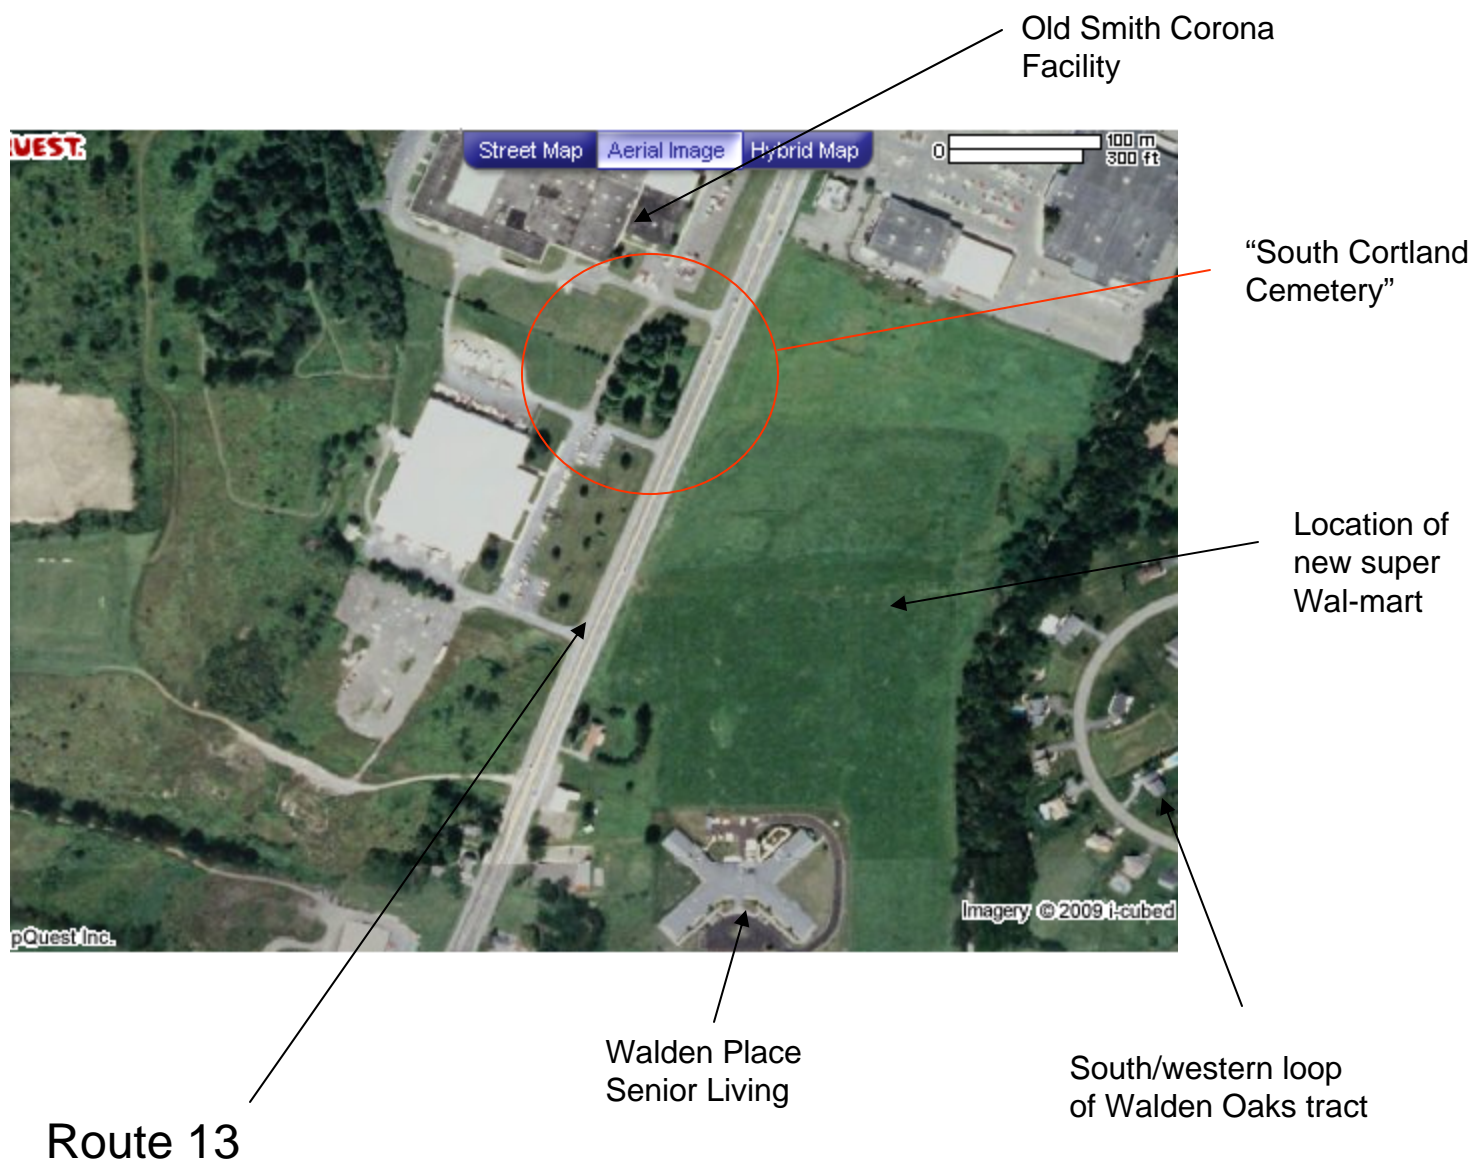 Old Smith Corona
Facility
UEST.
Street Map
Aerial Image
Hybrid Map
0
100 m
300 ft
“South Cortland
Cemetery”
Location of
new super
Wal-mart
Imagery © 2009 i-cubed
pQuest Inc.
Walden Place
Senior Living
South/western loop
of Walden Oaks tract
Route 13